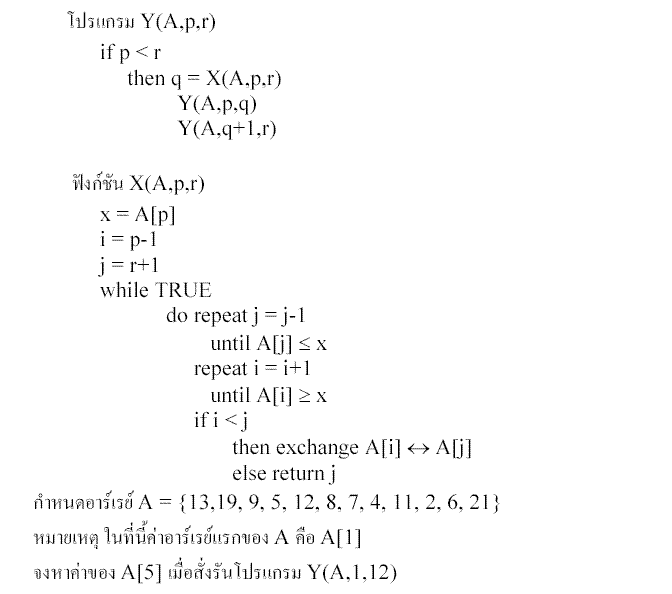 โปรแกรม Y(A,p,r)
if p < r
then q = X(A,p,r)
Y(A,p,q)
Y(A,q+1,r)
ฟังก์ชัน X(A,p,r)
x = A[p]
i = p-1
j = r+1
while TRUE
do repeat j = j-1
until A[j] ≤ x
repeat i = i+1
until A[i] ≥ x
if i < j
then exchange A[i] ↔ A[j]
else return j
กำหนดอาร์เรย์ A = {13,19, 9, 5, 12, 8, 7, 4, 11, 2, 6, 21}
หมายเหตุ ในที่นี้ค่าอาร์เรย์แรกของ A คือ A[1]
จงหาค่าของ A[5] เมื่อสั่งรันโปรแกรม Y(A,1,12)